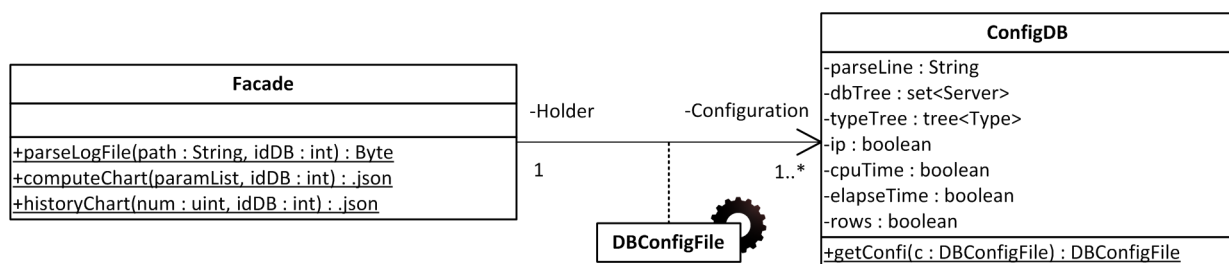 Facade
+parseLogFile(path : String, idDB : int) : Byte
+computeChart(paramList, idDB : int) : .json
+historyChart(num : uint, idDB : int) : .json
-Holder
1
-Configuration
1..*
DBConfigFile
ConfigDB
-parseLine : String
-dbTree : set<Server>
-typeTree : tree<Type>
-ip : boolean
-cpuTime : boolean
-elapseTime : boolean
-rows : boolean
+getConfi(c : DBConfigFile) : DBConfigFile